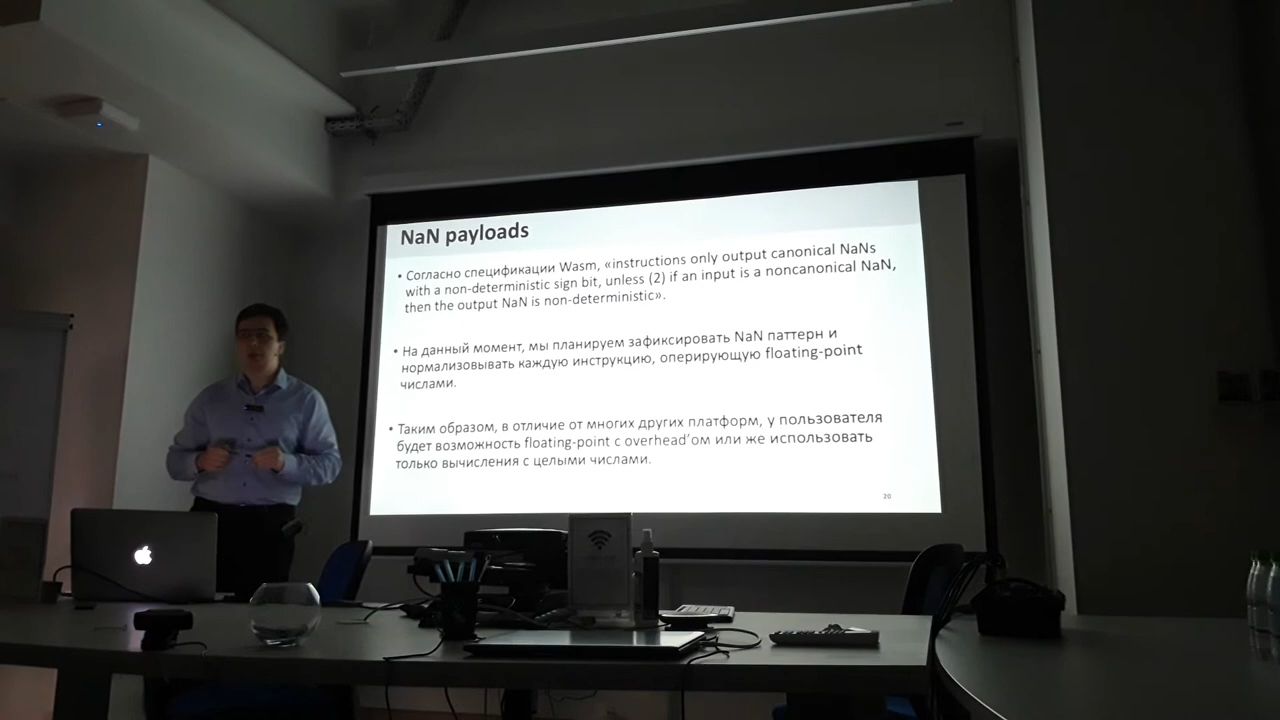 NaN payloads
• Согласно спецификации Wasm, «instructions only output canonical NaNs
with a non-deterministic sign bit, unless (2) if an input is a noncanonical NaN,
then the output NaN is non-deterministic».
• На данный момент, мы планируем зафиксировать NaN паттерн и
нормализовывать каждую инструкцию, оперирующую floating-point
числами.
• Таким образом, в отличие от многих других платформ, у пользователя
будет возможность floating-point с overhead'ом или же использовать
только вычисления с целыми числами.
20